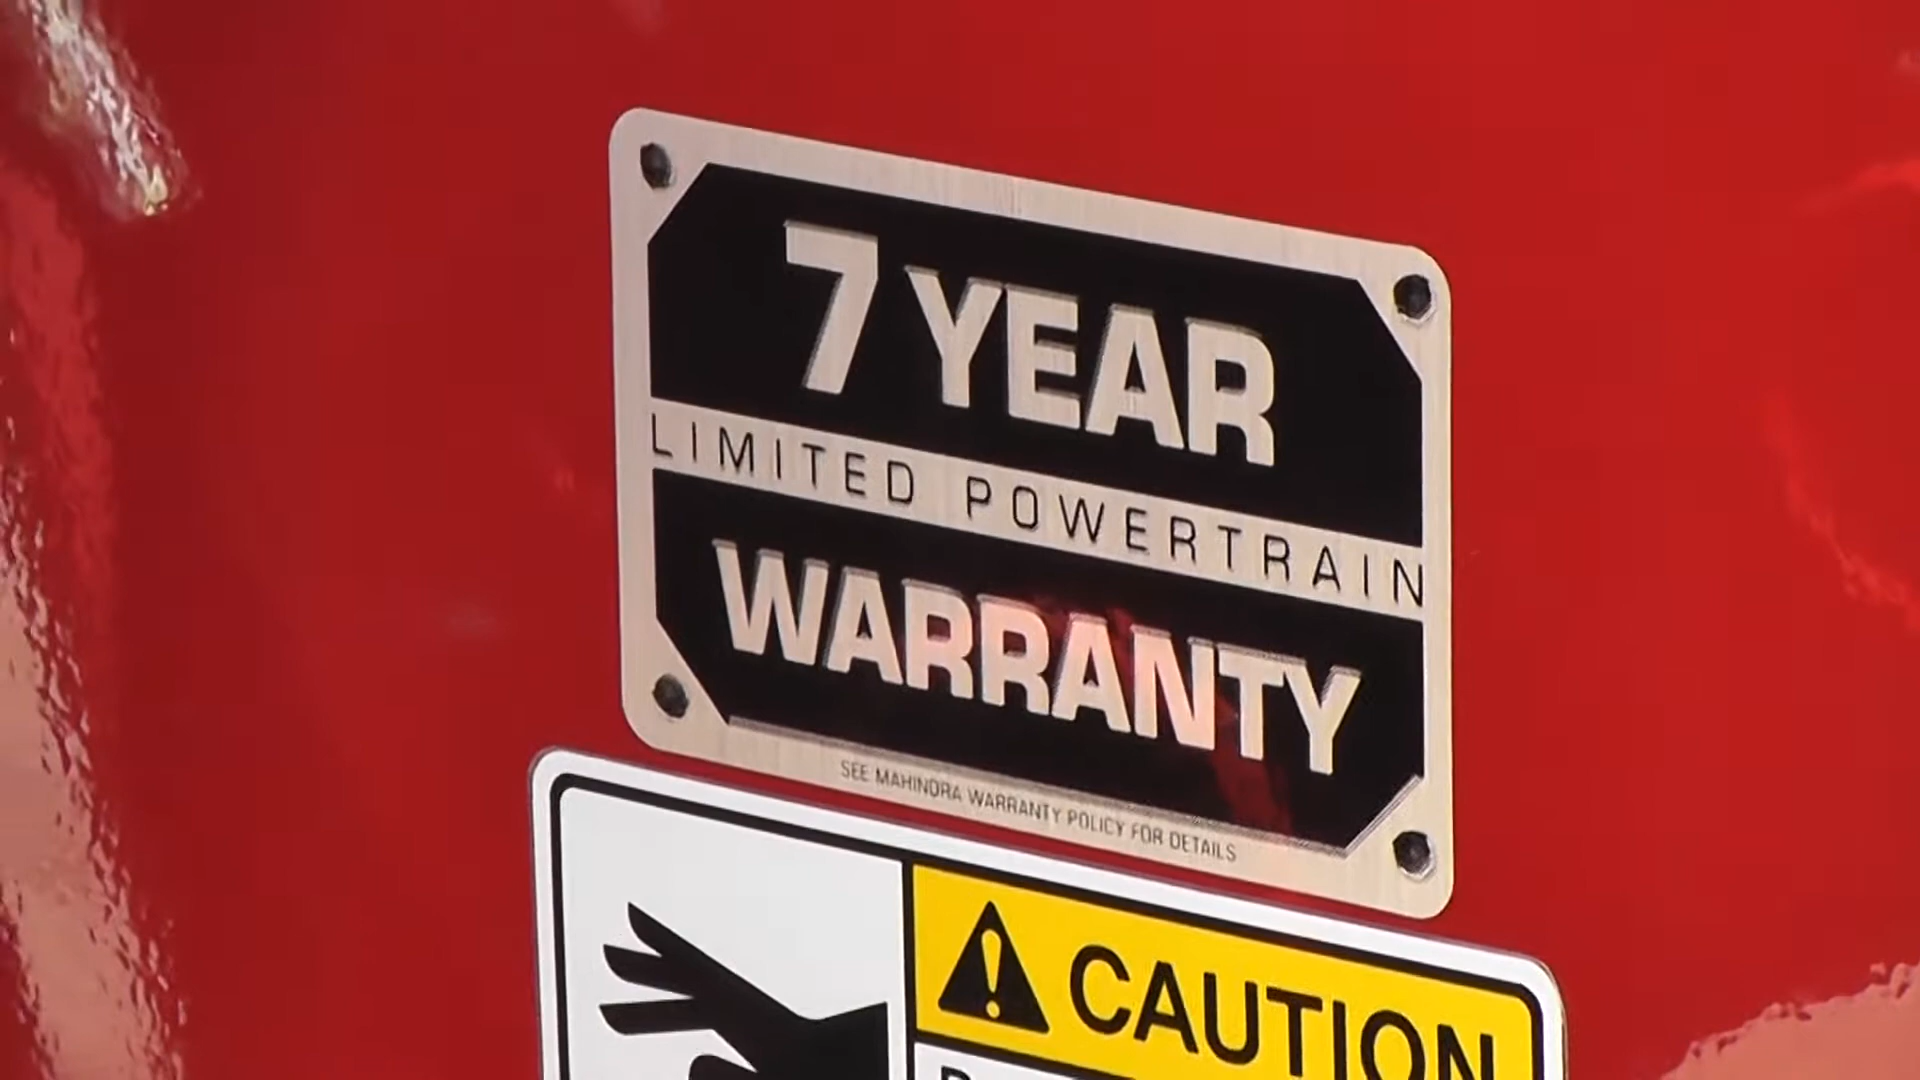 7 YEAR
LIMITED POWERTRAIN
WARRANTY
SEE MAHINDRA WARRANTY POLICY FOR DETAILS
CAUTION